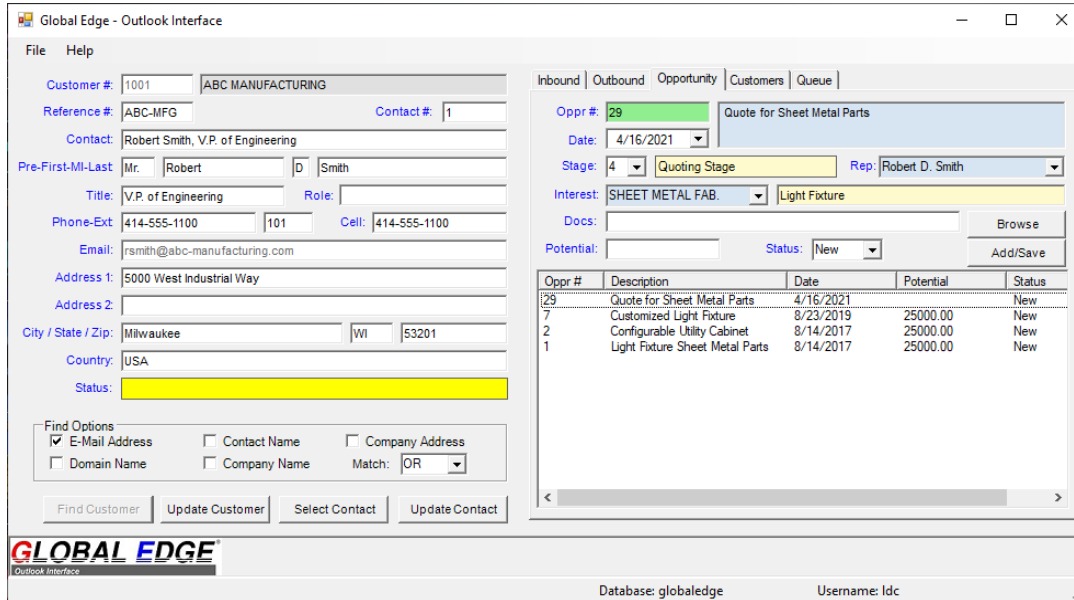 Global Edge - Outlook Interface
File Help
Customer #: 1001 ABC MANUFACTURING
Reference #: ABC-MFG Contact #: 1
Contact: Robert Smith, V.P. of Engineering
Pre-First-MI-Last Mr. Robert D Smith
Title: V.P. of Engineering Role:
Phone-Ext 414-555-1100 101 Cell: 414-555-1100
Email: rsmith@abc-manufacturing.com
Address 1: 5000 West Industrial Way
Address 2:
City / State / Zip: Milwaukee WI 53201
Country: USA
Status:
Find Options
E-Mail Address Contact Name Company Address
Domain Name Company Name Match: OR
Find Customer Update Customer Select Contact Update Contact
Inbound Outbound Opportunity Customers Queue
Oppr #: 29 Quote for Sheet Metal Parts
Date: 4/16/2021
Stage: 4 Quoting Stage Rep: Robert D. Smith
Interest: SHEET METAL FAB. Light Fixture
Docs: Browse
Potential: Status: New Add/Save
Oppr # Description Date Potential Status
29 Quote for Sheet Metal Parts 4/16/2021 New
7 Customized Light Fixture 8/23/2019 25000.00 New
2 Configurable Utility Cabinet 8/14/2017 25000.00 New
1 Light Fixture Sheet Metal Parts 8/14/2017 25000.00 New
GLOBAL EDGE®
Outlook Interface
Database: globaledge Username: ldc